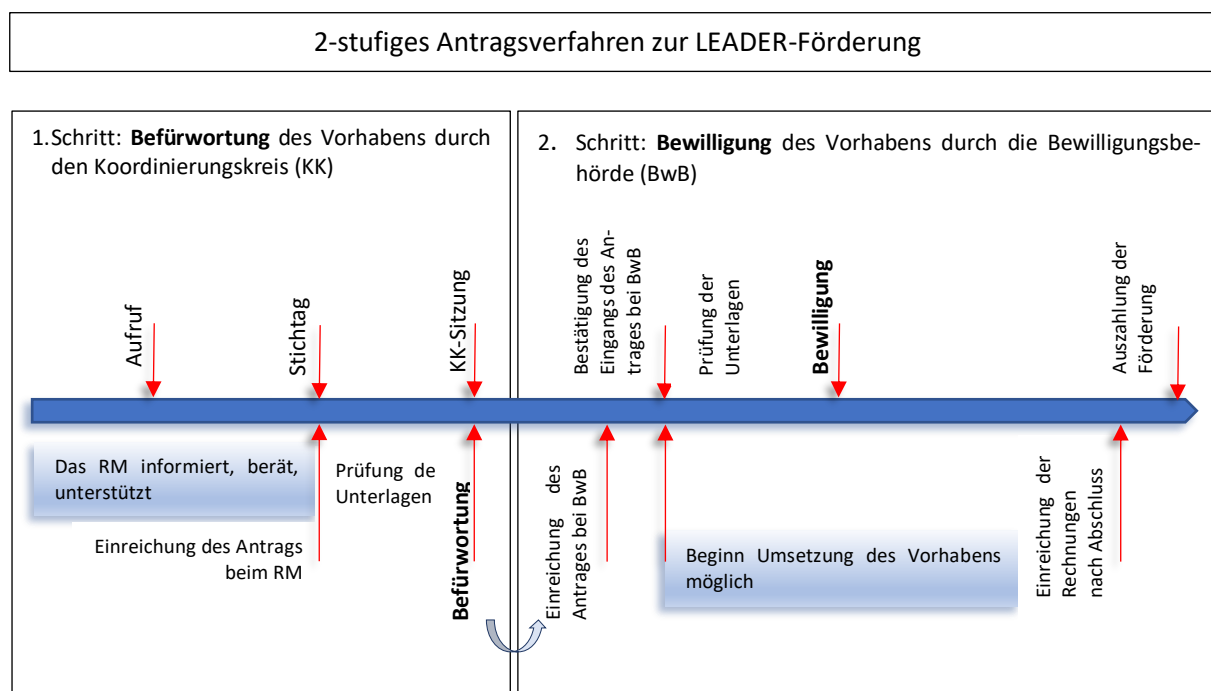 2-stufiges Antragsverfahren zur LEADER-Förderung
1. Schritt: Befürwortung des Vorhabens durch
den Koordinierungskreis (KK)
Aufruf
Stichtag
KK-Sitzung
Das RM informiert, berät,
unterstützt
Einreichung des Antrags
beim RM
Prüfung de
Unterlagen
Befürwortung
2. Schritt: Bewilligung des Vorhabens durch die Bewilligungsbe-
hörde (BwB)
Bestätigung des
Eingangs des An-
trages bei BwB
Prüfung der
Unterlagen
Bewilligung
Auszahlung der
Förderung
Einreichung des
Antrages bei BwB
Beginn Umsetzung des Vorhabens
möglich
Einreichung der
Rechnungen
nach Abschluss